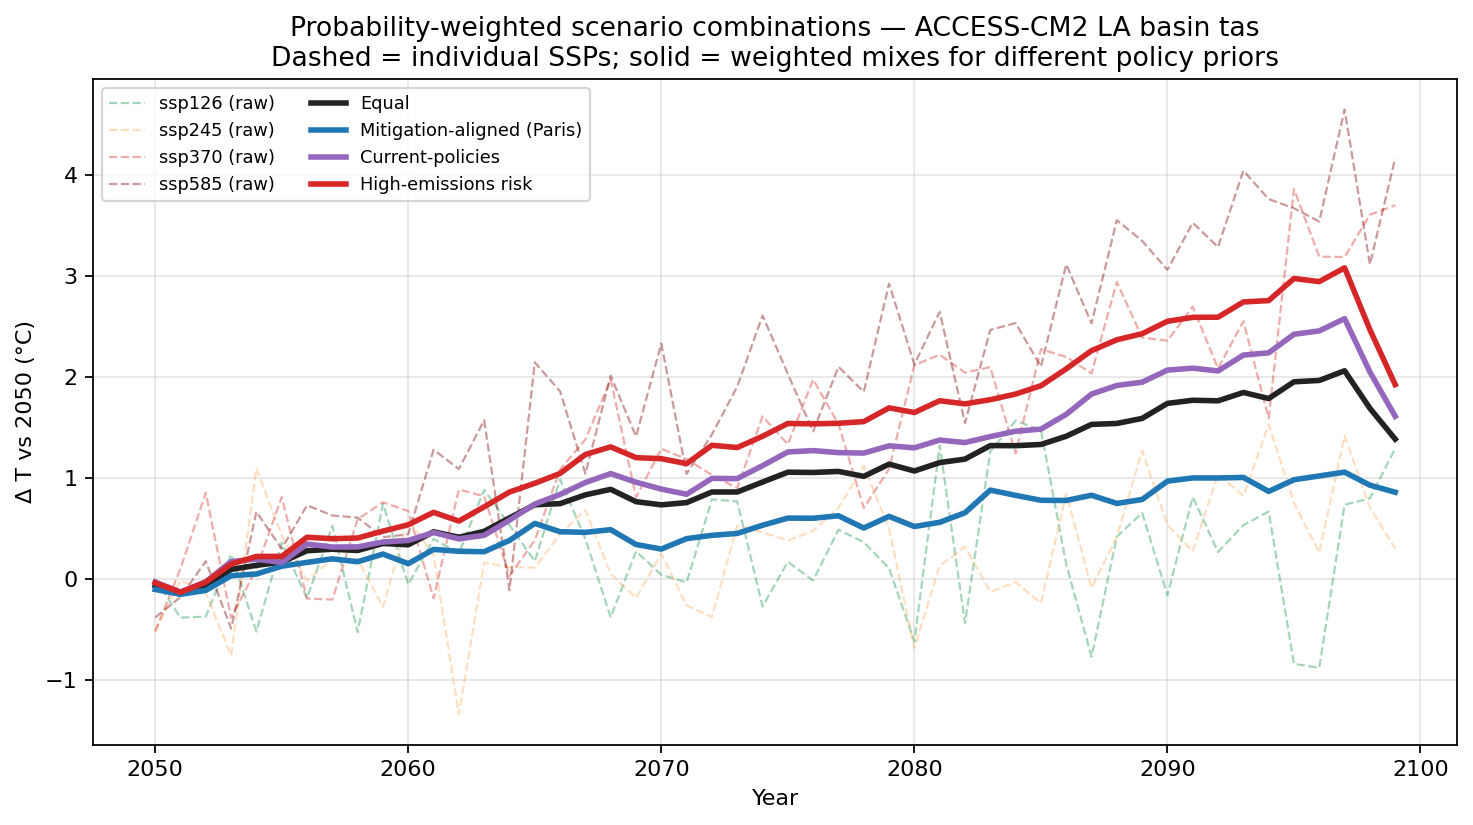 Probability-weighted scenario combinations — ACCESS-CM2 LA basin tas
Dashed = individual SSPs; solid = weighted mixes for different policy priors
ssp126 (raw)
ssp245 (raw)
ssp370 (raw)
ssp585 (raw)
Equal
Mitigation-aligned (Paris)
Current-policies
High-emissions risk
Δ T vs 2050 (°C)
4
3
2
1
0
−1
2050 2060 2070 2080 2090 2100
Year